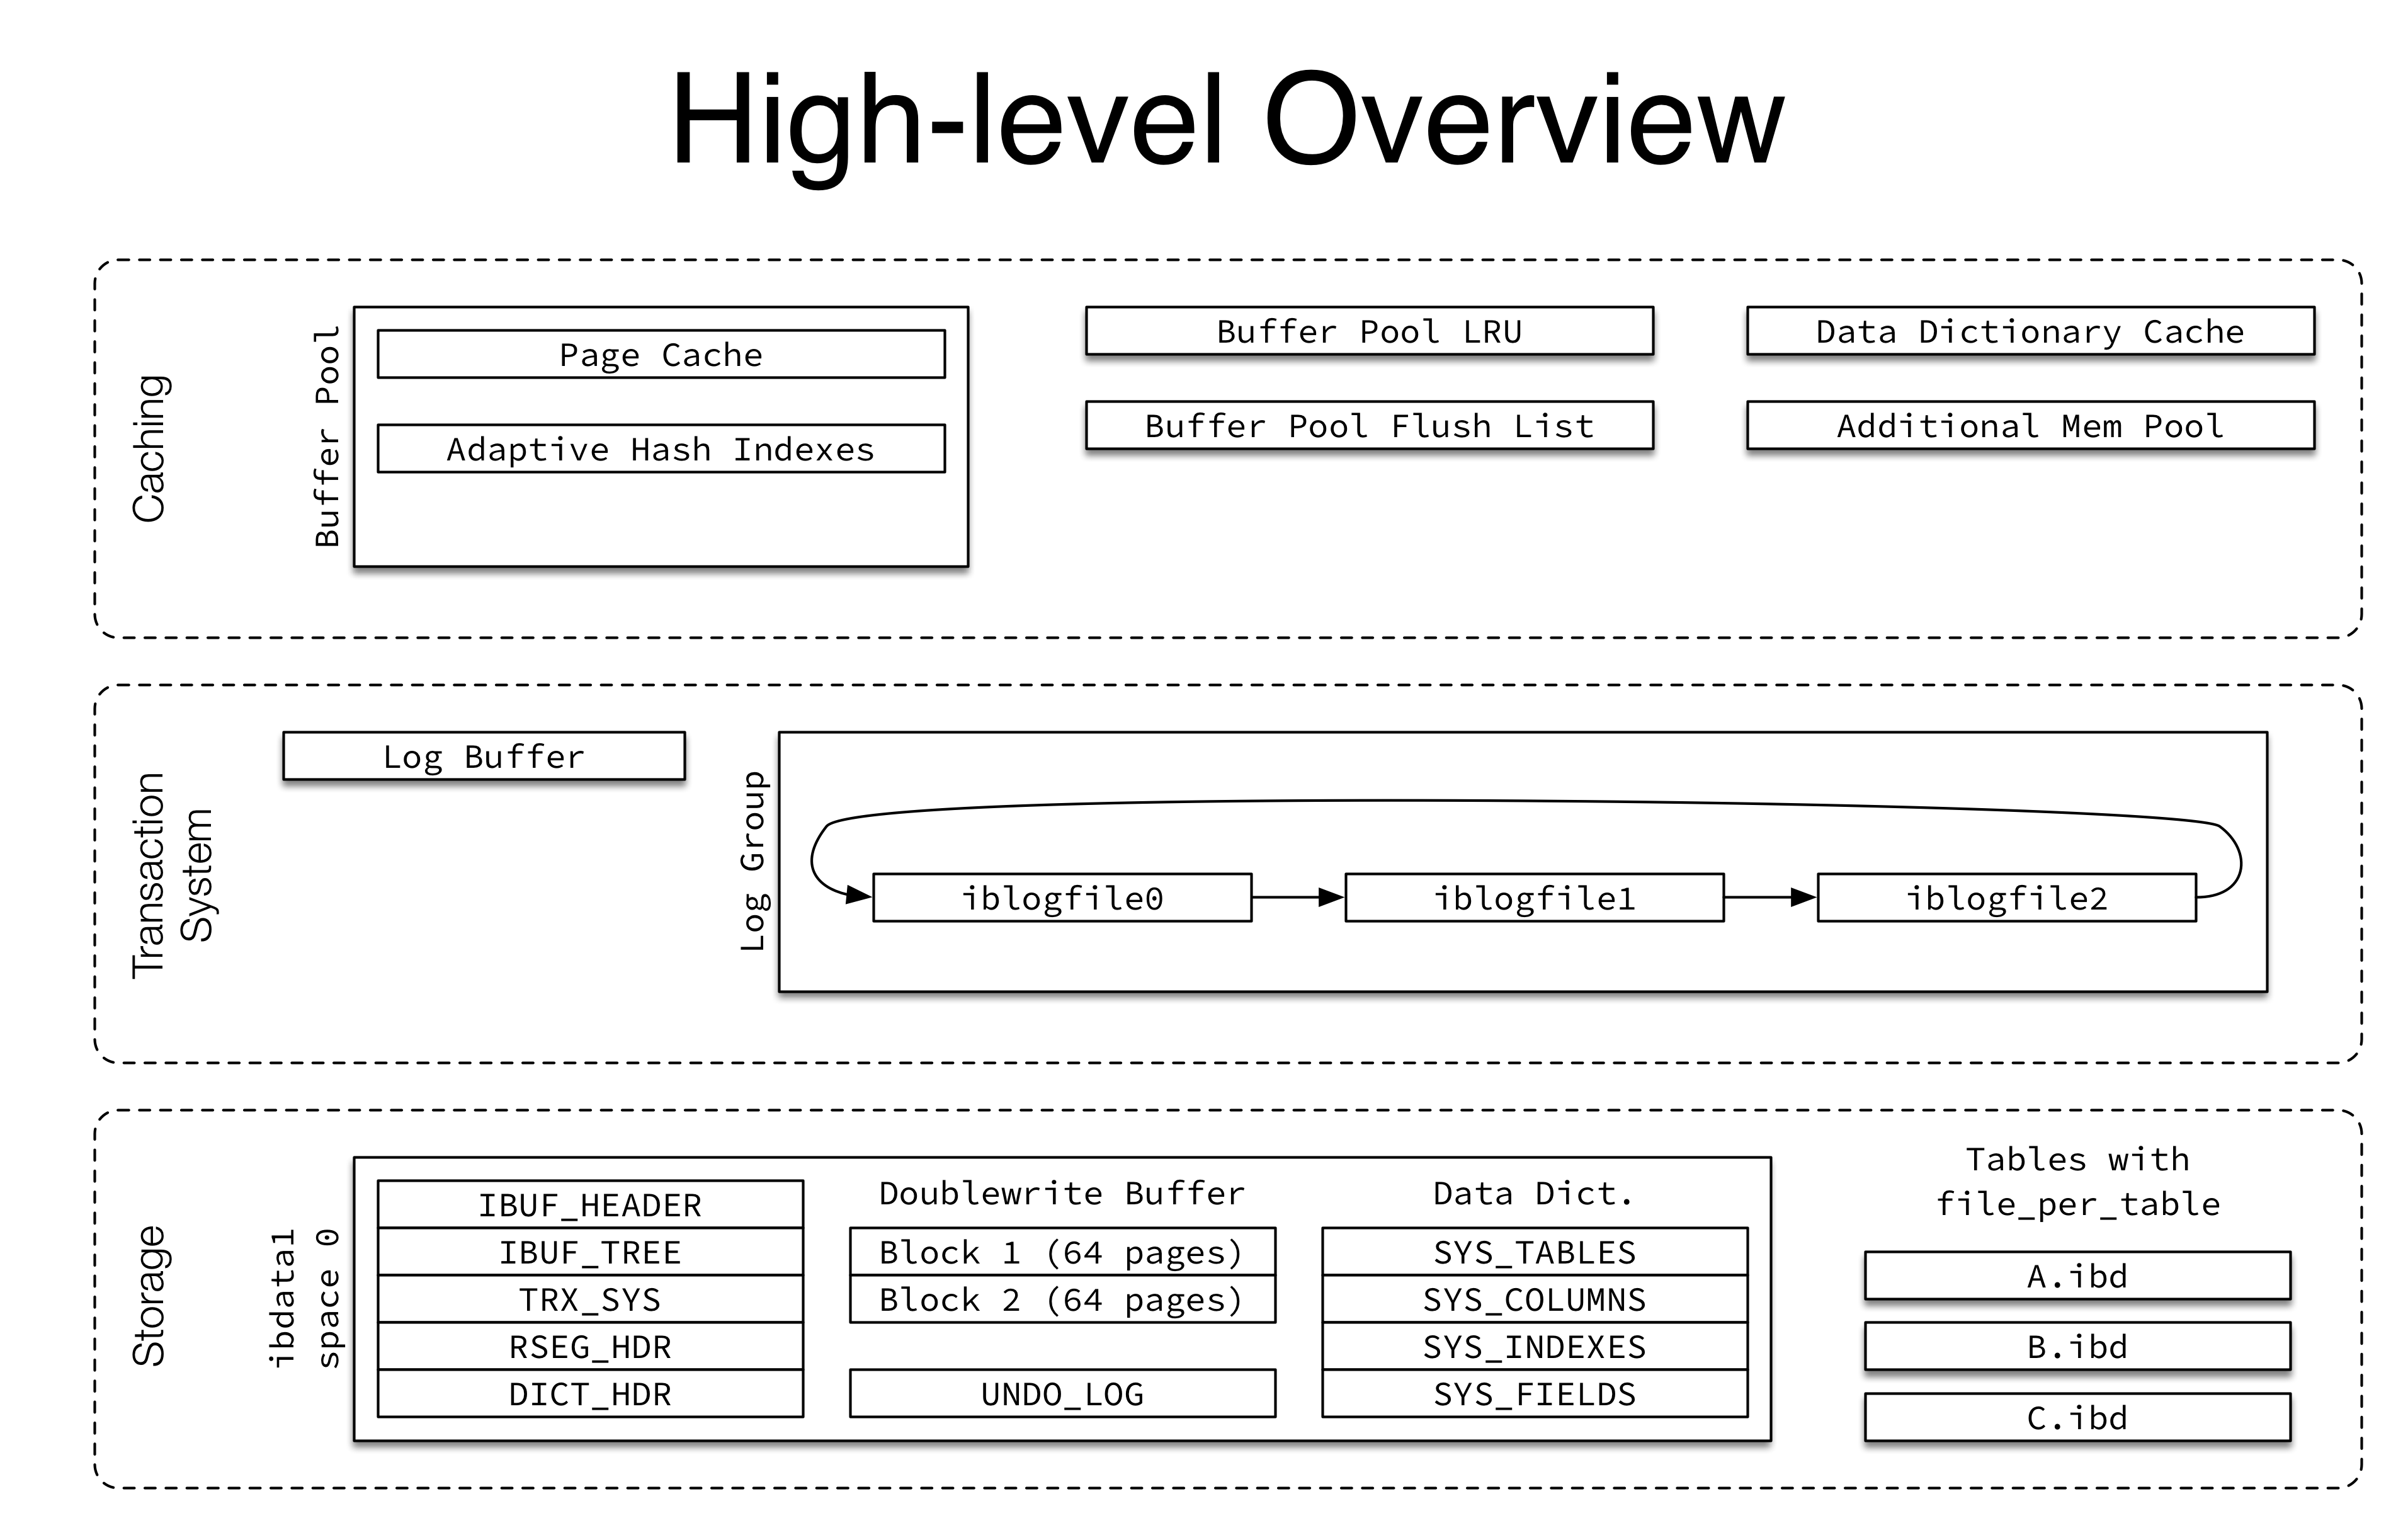 High-level Overview
Caching
Buffer Pool
Page Cache
Adaptive Hash Indexes
Buffer Pool LRU
Buffer Pool Flush List
Data Dictionary Cache
Additional Mem Pool
Transaction
System
Log Buffer
Log Group
iblogfile0
iblogfile1
iblogfile2
Storage
ibdata1
space 0
IBUF_HEADER
IBUF_TREE
TRX_SYS
RSEG_HDR
DICT_HDR
Doublewrite Buffer
Block 1 (64 pages)
Block 2 (64 pages)
UNDO_LOG
Data Dict.
SYS_TABLES
SYS_COLUMNS
SYS_INDEXES
SYS_FIELDS
Tables with
file_per_table
A.ibd
B.ibd
C.ibd